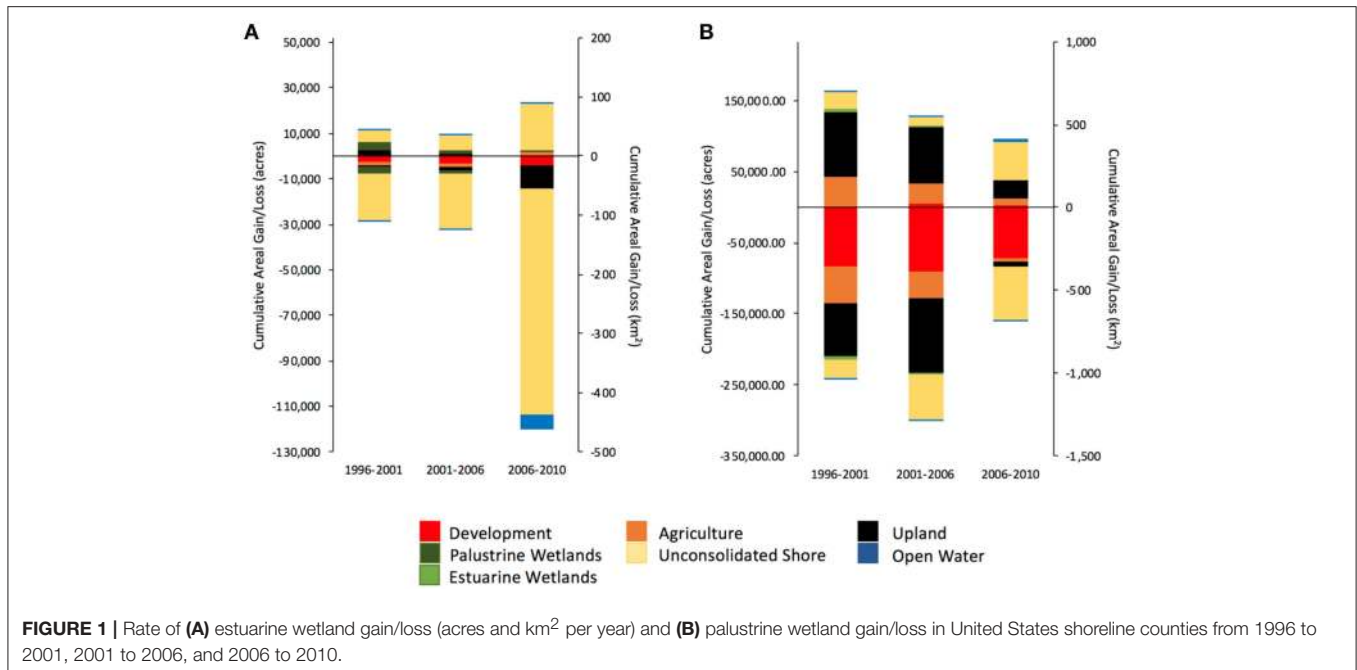 A
50,000
30,000
10,000
-10,000
-30,000
-50,000
-70,000
-90,000
-110,000
-130,000
Cumulative Areal Gain/Loss (acres)
200
100
0
-100
-200
-300
-400
-500
Cumulative Areal Gain/Loss (km²)
1996-2001 2001-2006 2006-2010
B
150,000.00
50,000.00
-50,000.00
-150,000.00
-250,000.00
-350,000.00
Cumulative Areal Gain/Loss (acres)
1,000
500
0
-500
-1,000
-1,500
Cumulative Areal Gain/Loss (km²)
1996-2001 2001-2006 2006-2010
Development Agriculture Upland
Palustrine Wetlands Unconsolidated Shore Open Water
Estuarine Wetlands
FIGURE 1 | Rate of (A) estuarine wetland gain/loss (acres and km² per year) and (B) palustrine wetland gain/loss in United States shoreline counties from 1996 to
2001, 2001 to 2006, and 2006 to 2010.